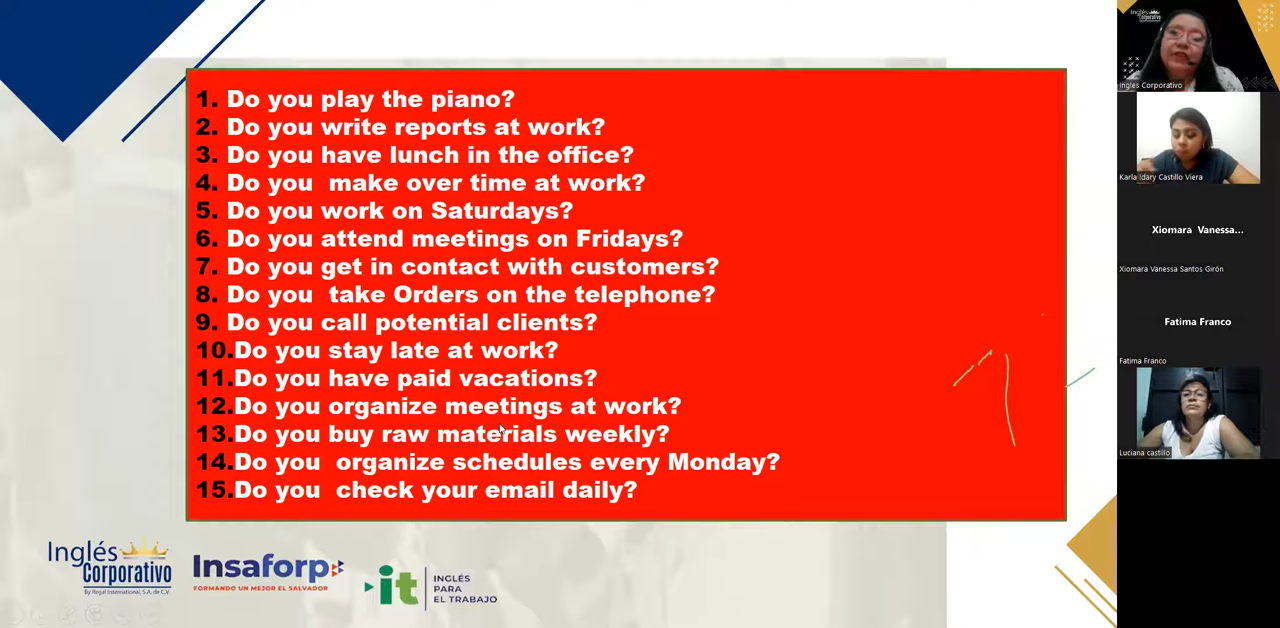 1. Do you play the piano?
2. Do you write reports at work?
3. Do you have lunch in the office?
4. Do you  make over time at work?
5. Do you work on Saturdays?
6. Do you attend meetings on Fridays?
7. Do you get in contact with customers?
8. Do you  take Orders on the telephone?
9. Do you call potential clients?
10.Do you stay late at work?
11.Do you have paid vacations?
12.Do you organize meetings at work?
13.Do you buy raw materials weekly?
14.Do you  organize schedules every Monday?
15.Do you  check your email daily?
Inglés
Corporativo
By Regal International, S.A. de C.V.
Insaforp
FORMANDO UN MEJOR EL SALVADOR
it
INGLÉS
PARA
EL TRABAJO
Inglés
Corporativo
Ingles Corporativo
Karla Idary Castillo Viera
Xiomara Vanessa...
Xiomara Vanessa Santos Girón
Fatima Franco
Fatima Franco
Luciana castillo